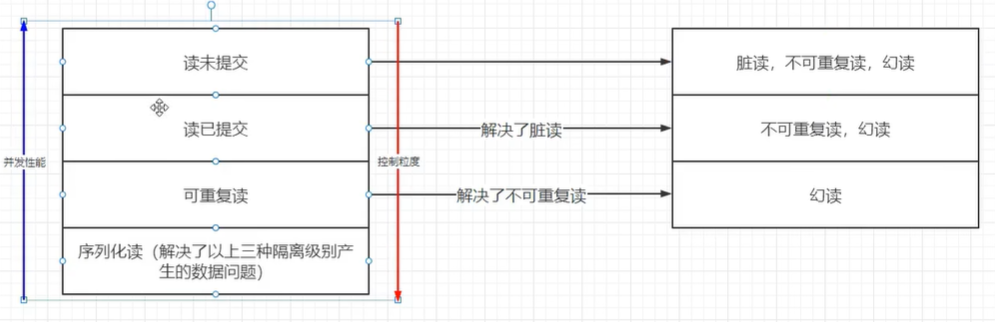 读未提交
脏读，不可重复读，幻读
读已提交
解决了脏读
不可重复读，幻读
并发性能
控制粒度
可重复读
解决了不可重复读
幻读
序列化读（解决了以上三种隔离级别产
生的数据问题）